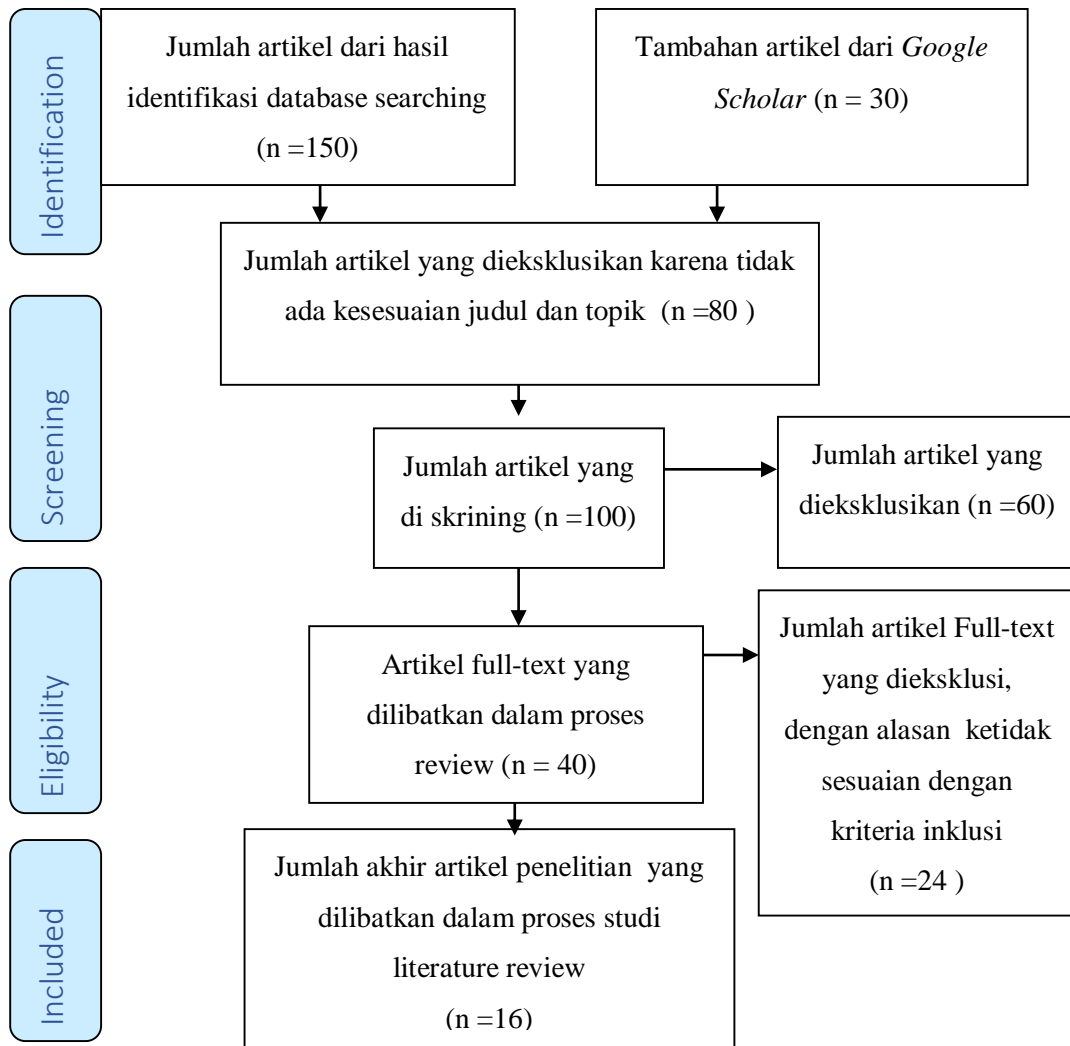 Identification
Jumlah artikel dari hasil
identifikasi database searching
(n =150)
Tambahan artikel dari Google
Scholar (n = 30)
Jumlah artikel yang dieksklusikan karena tidak
ada kesesuaian judul dan topik (n =80 )
Screening
Jumlah artikel yang
di skrining (n =100)
Jumlah artikel yang
dieksklusikan (n =60)
Eligibility
Artikel full-text yang
dilibatkan dalam proses
review (n = 40)
Jumlah artikel Full-text
yang dieksklusi,
dengan alasan ketidak
sesuaian dengan
kriteria inklusi
(n =24 )
Included
Jumlah akhir artikel penelitian yang
dilibatkan dalam proses studi
literature review
(n =16)